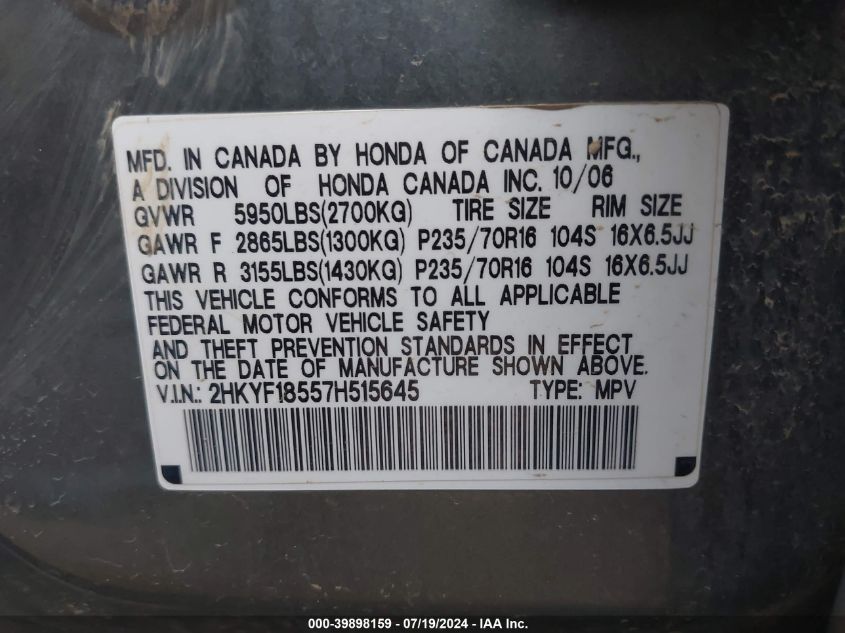 MFD. IN CANADA BY HONDA OF CANADA MFG.,
A DIVISION OF HONDA CANADA INC. 10/06
GVWR 5950LBS(2700KG) TIRE SIZE RIM SIZE
GAWR F 2865LBS(1300KG) P235/70R16 104S 16X6.5JJ
GAWR R 3155LBS(1430KG) P235/70R16 104S 16X6.5JJ
THIS VEHICLE CONFORMS TO ALL APPLICABLE
FEDERAL MOTOR VEHICLE SAFETY
AND THEFT PREVENTION STANDARDS IN EFFECT
ON THE DATE OF MANUFACTURE SHOWN ABOVE.
V.I.N.: 2HKYF18557H515645 TYPE: MPV
000-39898159 - 07/19/2024 - IAA Inc.